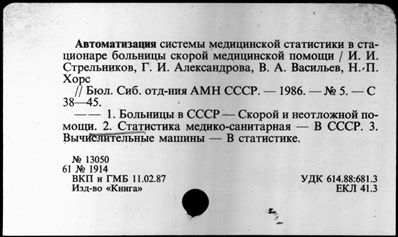 Автоматизация системы медицинской статистики в ста-
ционаре больницы скорой медицинской помощи / И. И.
Стрельников, Г. И. Александрова, В. А. Васильев, Н. П.
Хорс
// Бюл. Сиб. отд-ния АМН СССР. — 1986. — № 5. — С
38—45.
— — 1. Больницы в СССР — Скорой и неотложной по-
мощи. 2. Статистика медико-санитарная — В СССР. 3.
Вычислительные машины — В статистике.
№ 13050
61 № 1914
ВКП и ГМБ 11.02.87
Изд-во «Книга»
УДК 614.88:681.3
ЕКЛ 41.3